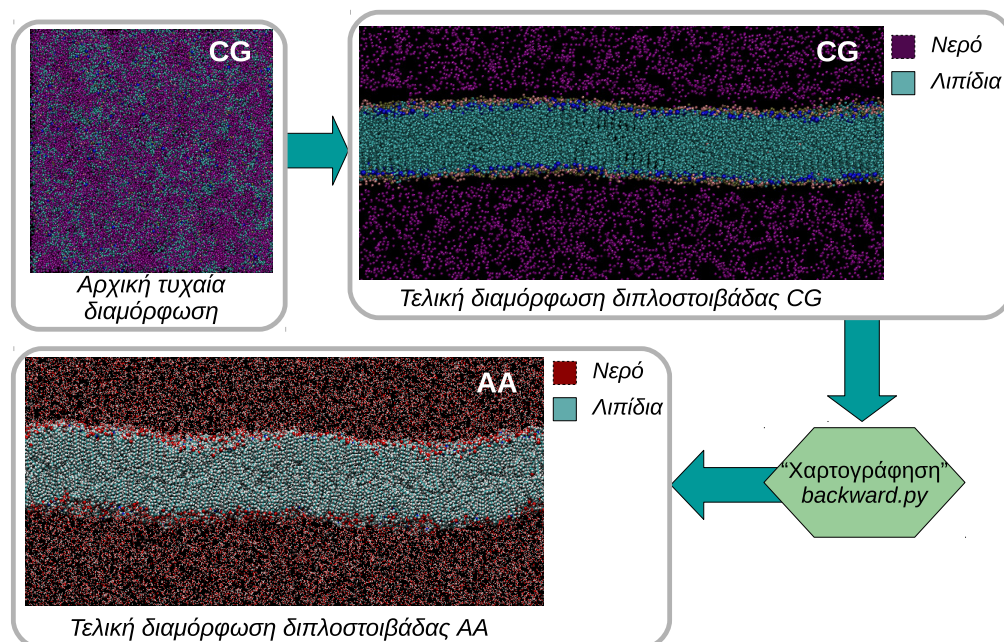 CG
Αρχική τυχαία
διαμόρφωση
CG
Νερό
Λιπίδια
Τελική διαμόρφωση διπλοστοιβάδας CG
“Χαρτογράφηση”
backward.py
AA
Νερό
Λιπίδια
Τελική διαμόρφωση διπλοστοιβάδας AA